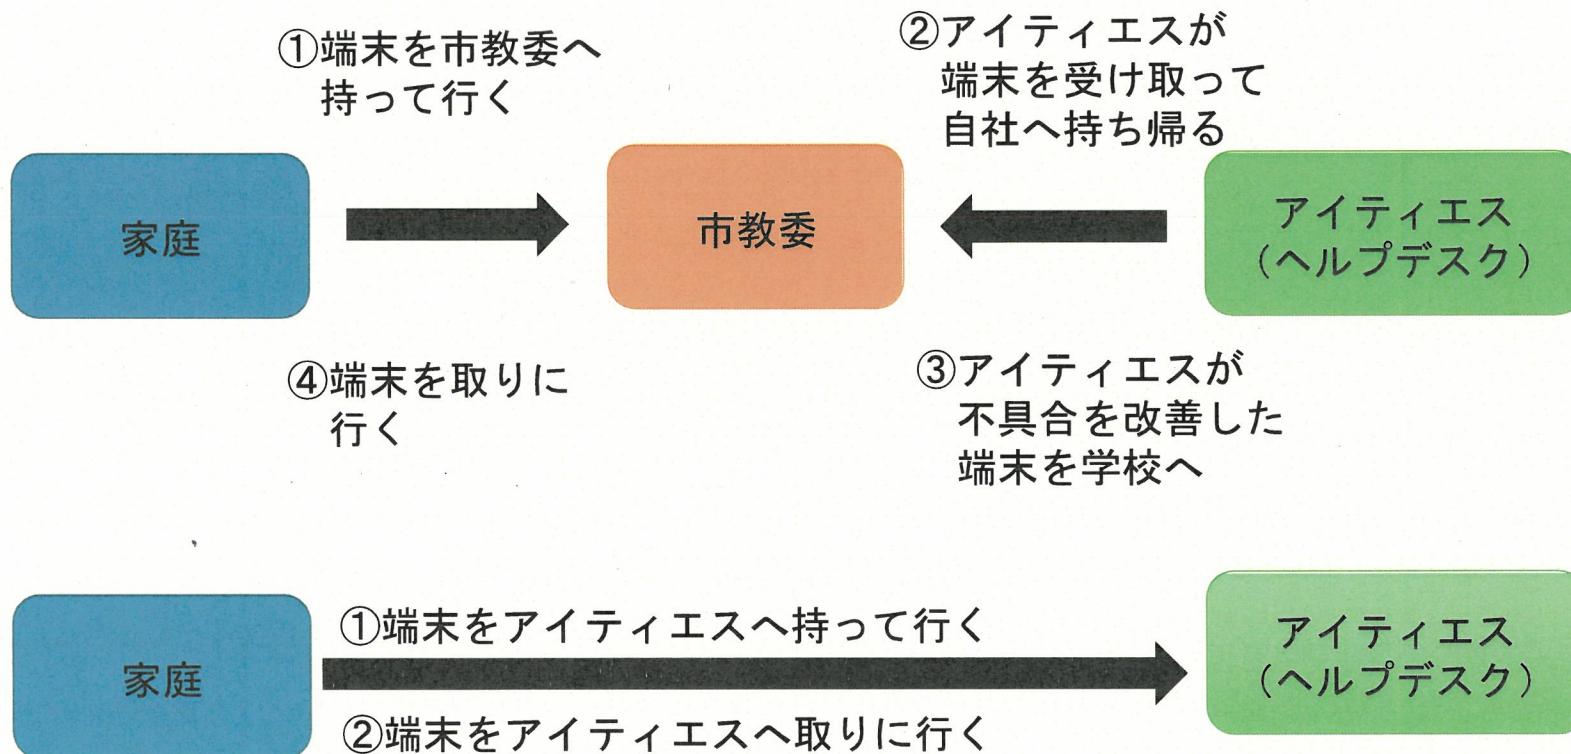 ①端末を市教委へ
持って行く
②アイティエスが
端末を受け取って
自社へ持ち帰る
家庭
市教委
アイティエス
（ヘルプデスク）
④端末を取りに
行く
③アイティエスが
不具合を改善した
端末を学校へ
家庭
①端末をアイティエスへ持って行く
②端末をアイティエスへ取りに行く
アイティエス
（ヘルプデスク）